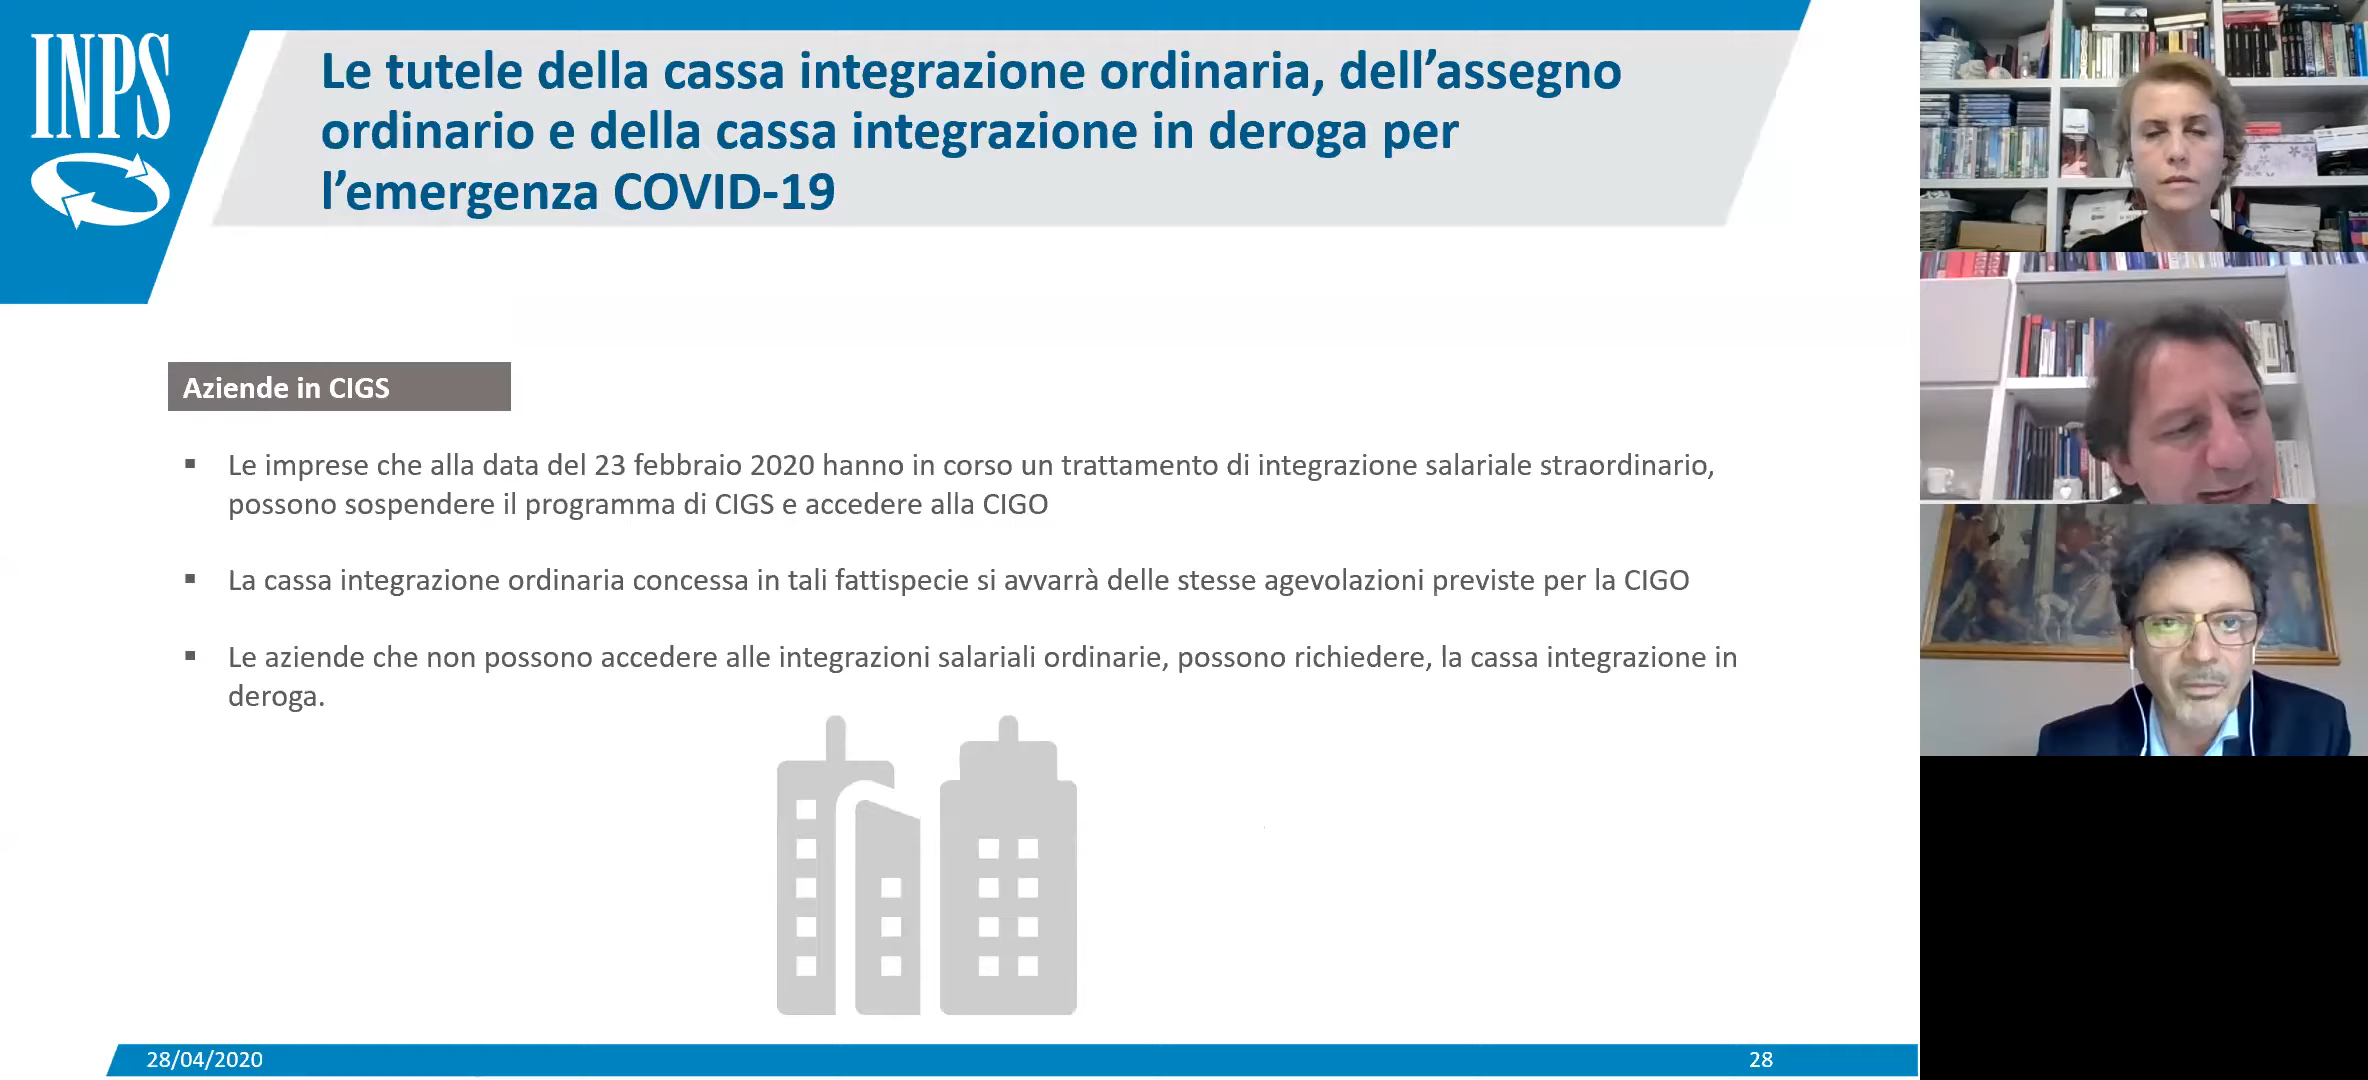 INPS
Le tutele della cassa integrazione ordinaria, dell’assegno
ordinario e della cassa integrazione in deroga per
l’emergenza COVID-19
Aziende in CIGS
▪ Le imprese che alla data del 23 febbraio 2020 hanno in corso un trattamento di integrazione salariale straordinario,
possono sospendere il programma di CIGS e accedere alla CIGO
▪ La cassa integrazione ordinaria concessa in tali fattispecie si avvarrà delle stesse agevolazioni previste per la CIGO
▪ Le aziende che non possono accedere alle integrazioni salariali ordinarie, possono richiedere, la cassa integrazione in
deroga.
28/04/2020
28